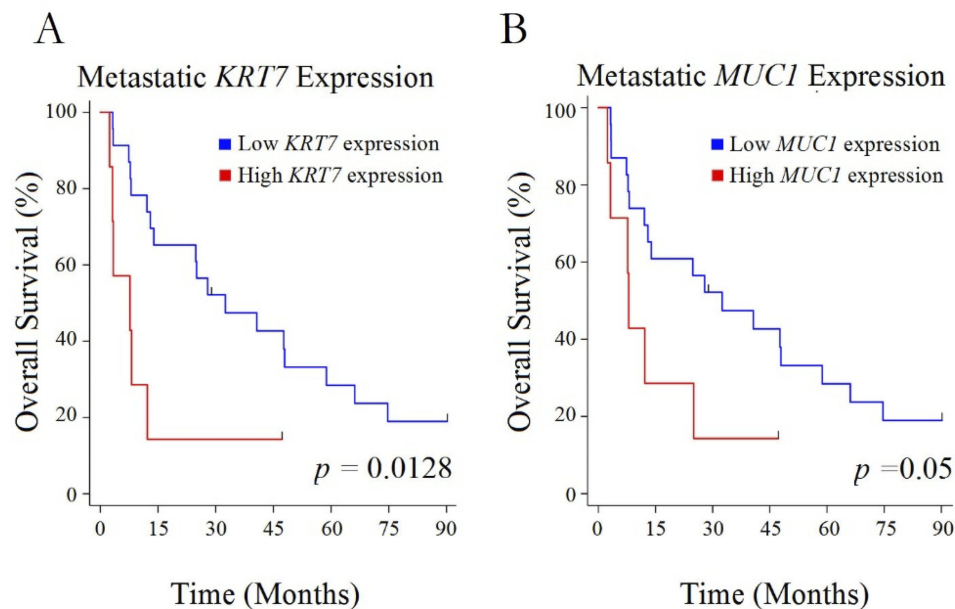 A
Metastatic KRT7 Expression
Low KRT7 expression
High KRT7 expression
100
80
60
40
20
0
Overall Survival (%)
p = 0.0128
0 15 30 45 60 75 90
Time (Months)
B
Metastatic MUC1 Expression
Low MUC1 expression
High MUC1 expression
100
80
60
40
20
0
Overall Survival (%)
p =0.05
0 15 30 45 60 75 90
Time (Months)